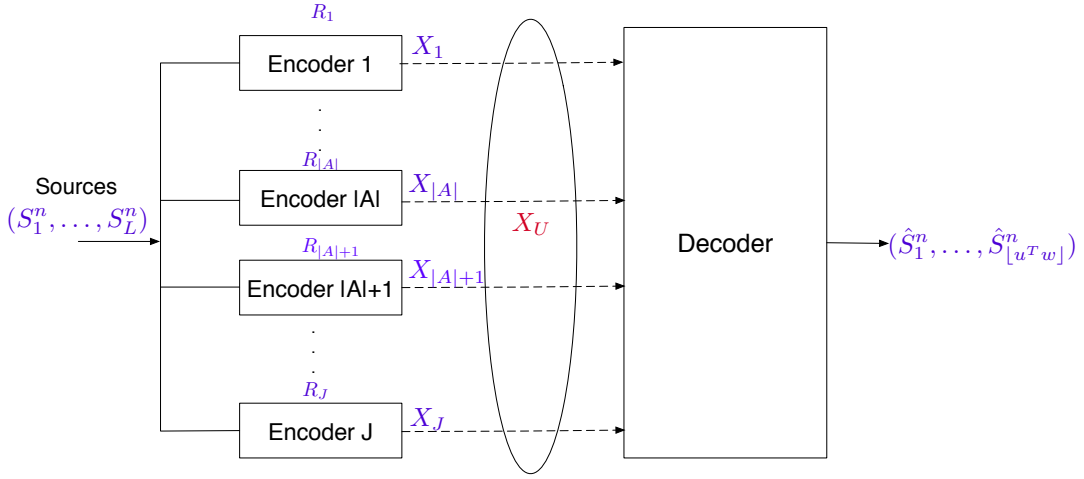 R_1
Encoder 1
X_1
.
.
.
R_{|A|}
Encoder |A|
X_{|A|}
Sources
(S_1^n, . . . , S_L^n)
X_U
Decoder
(Ŝ_1^n, . . . , Ŝ_{⌊u^T w⌋}^n)
R_{|A|+1}
Encoder |A|+1
X_{|A|+1}
.
.
.
R_J
Encoder J
X_J